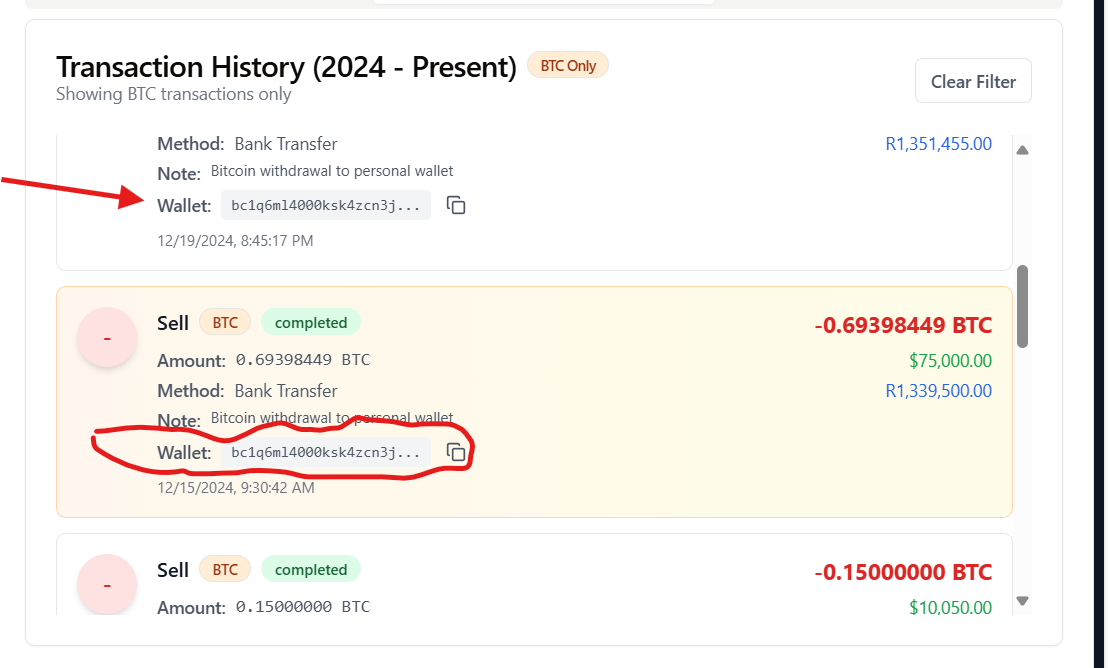 Transaction History (2024 - Present) BTC Only
Showing BTC transactions only
Clear Filter
Method: Bank Transfer R1,351,455.00
Note: Bitcoin withdrawal to personal wallet
Wallet: bc1q6ml4000ksk4zcn3j...
12/19/2024, 8:45:17 PM
- Sell BTC completed -0.69398449 BTC
Amount: 0.69398449 BTC $75,000.00
Method: Bank Transfer R1,339,500.00
Note: Bitcoin withdrawal to personal wallet
Wallet: bc1q6ml4000ksk4zcn3j...
12/15/2024, 9:30:42 AM
- Sell BTC completed -0.15000000 BTC
Amount: 0.15000000 BTC $10,050.00